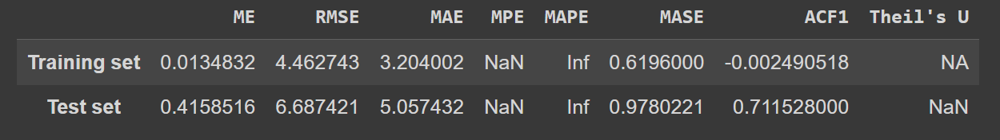 ME RMSE MAE MPE MAPE MASE ACF1 Theil's U
Training set 0.0134832 4.462743 3.204002 NaN Inf 0.6196000 -0.002490518 NA
Test set 0.4158516 6.687421 5.057432 NaN Inf 0.9780221 0.711528000 NaN